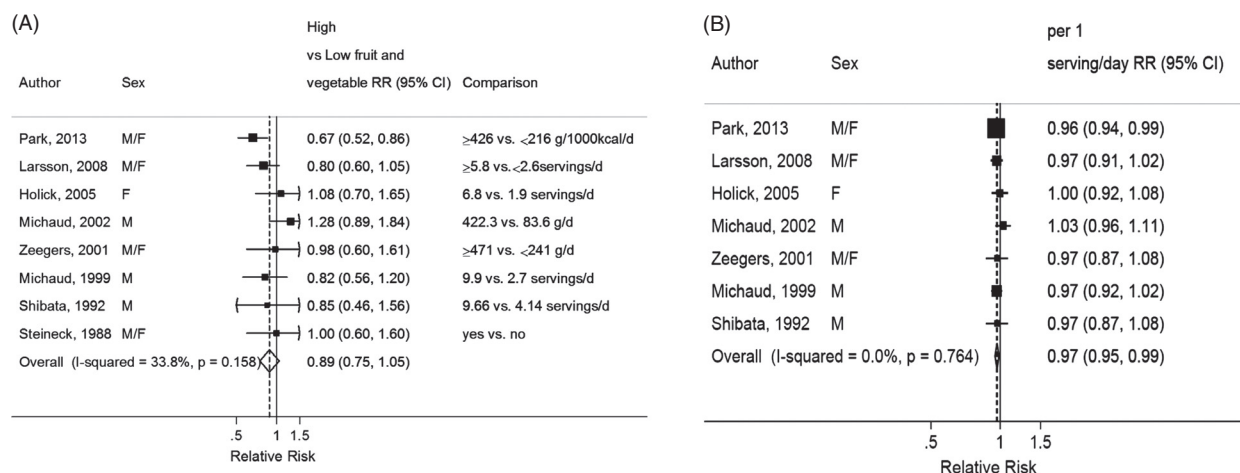 (A)
High
vs Low fruit and
Author Sex vegetable RR (95% CI) Comparison
Park, 2013 M/F 0.67 (0.52, 0.86) ≥426 vs. <216 g/1000kcal/d
Larsson, 2008 M/F 0.80 (0.60, 1.05) ≥5.8 vs.<2.6servings/d
Holick, 2005 F 1.08 (0.70, 1.65) 6.8 vs. 1.9 servings/d
Michaud, 2002 M 1.28 (0.89, 1.84) 422.3 vs. 83.6 g/d
Zeegers, 2001 M/F 0.98 (0.60, 1.61) ≥471 vs. <241 g/d
Michaud, 1999 M 0.82 (0.56, 1.20) 9.9 vs. 2.7 servings/d
Shibata, 1992 M 0.85 (0.46, 1.56) 9.66 vs. 4.14 servings/d
Steineck, 1988 M/F 1.00 (0.60, 1.60) yes vs. no
Overall (I-squared = 33.8%, p = 0.158) 0.89 (0.75, 1.05)
.5 1 1.5
Relative Risk
(B)
per 1
Author Sex serving/day RR (95% CI)
Park, 2013 M/F 0.96 (0.94, 0.99)
Larsson, 2008 M/F 0.97 (0.91, 1.02)
Holick, 2005 F 1.00 (0.92, 1.08)
Michaud, 2002 M 1.03 (0.96, 1.11)
Zeegers, 2001 M/F 0.97 (0.87, 1.08)
Michaud, 1999 M 0.97 (0.92, 1.02)
Shibata, 1992 M 0.97 (0.87, 1.08)
Overall (I-squared = 0.0%, p = 0.764) 0.97 (0.95, 0.99)
.5 1 1.5
Relative Risk